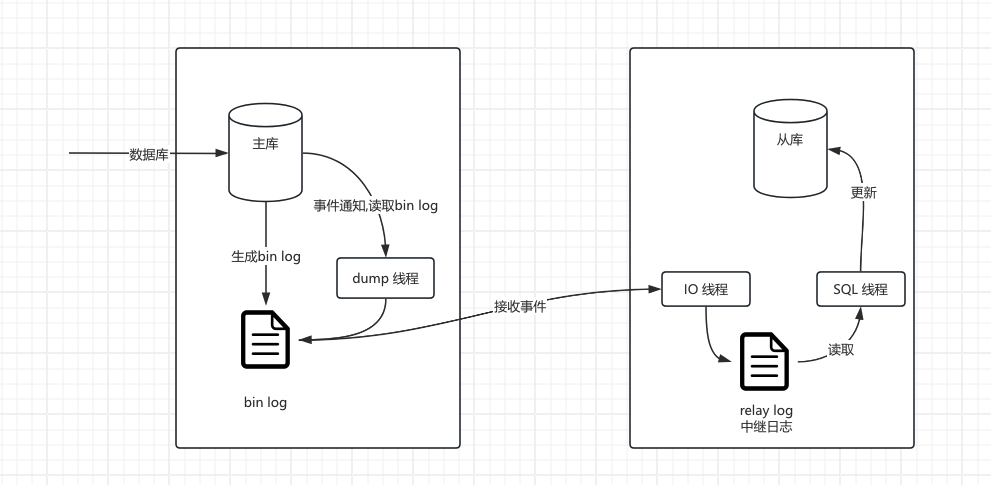 主库
数据库
事件通知,读取bin log
生成bin log
dump 线程
bin log
接收事件
从库
更新
IO 线程
SQL 线程
读取
relay log
中继日志